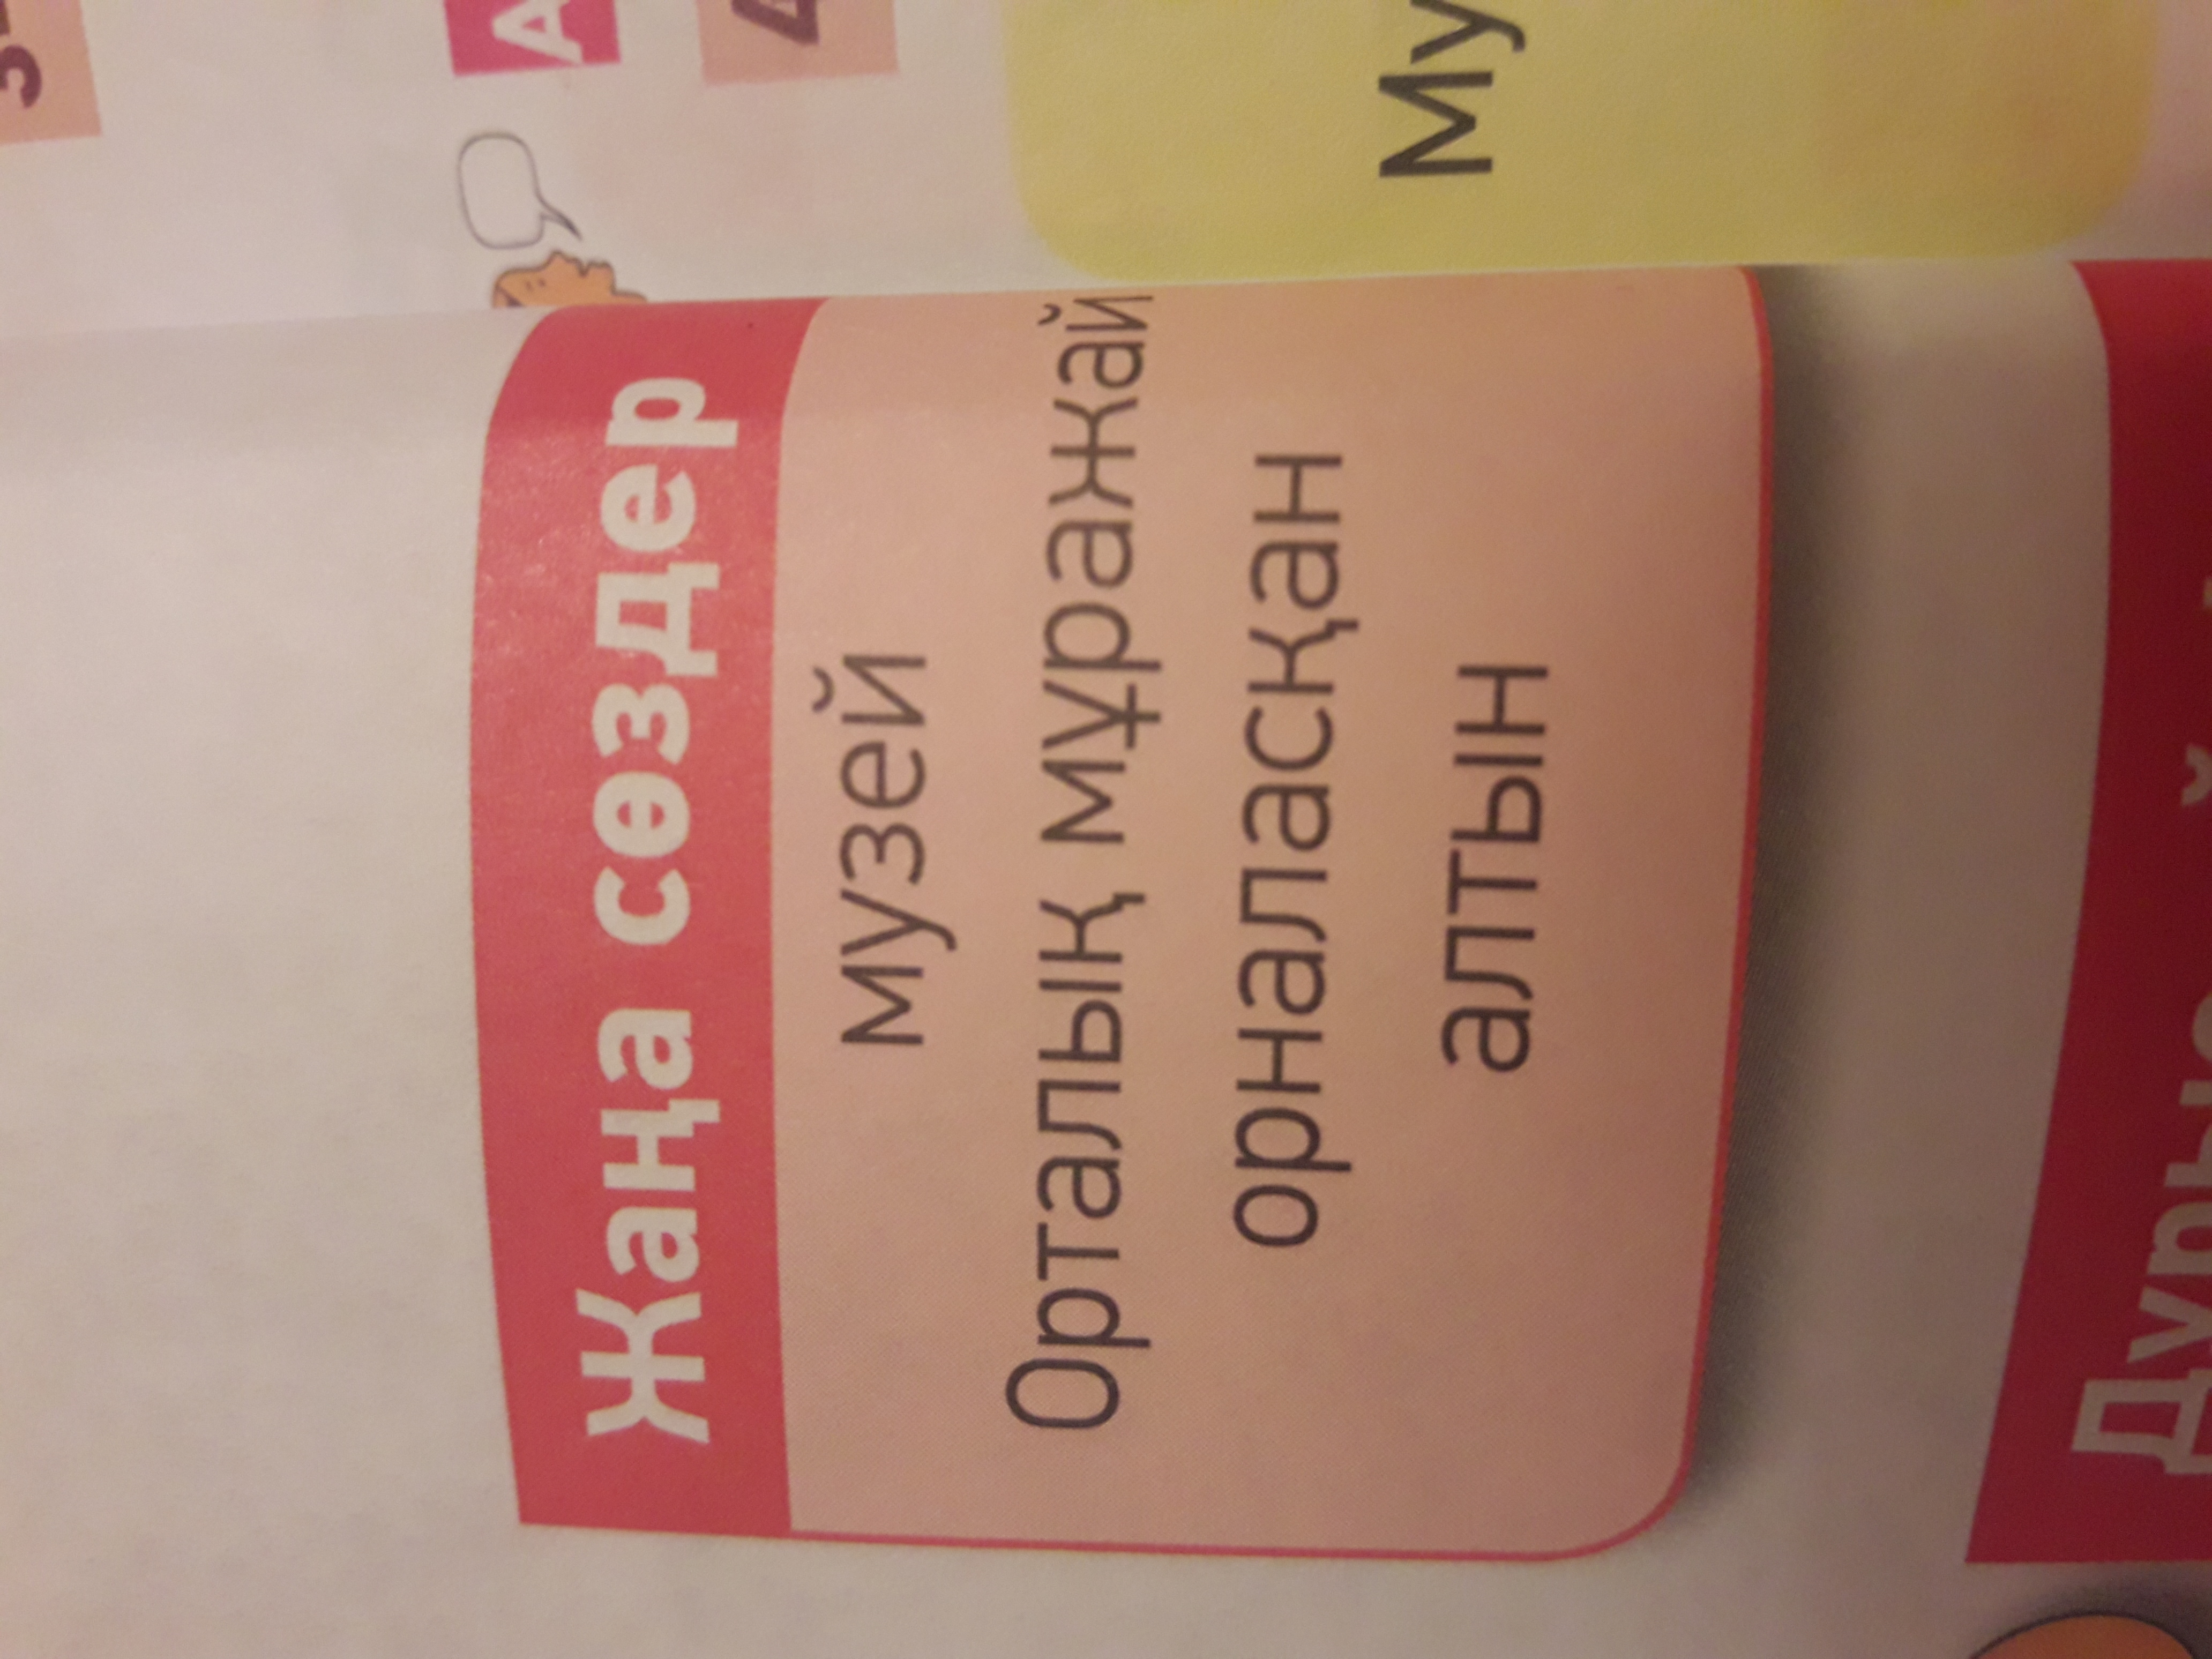 Жаңа сөздер
музей
Орталық мұражай
орналасқан
алтын